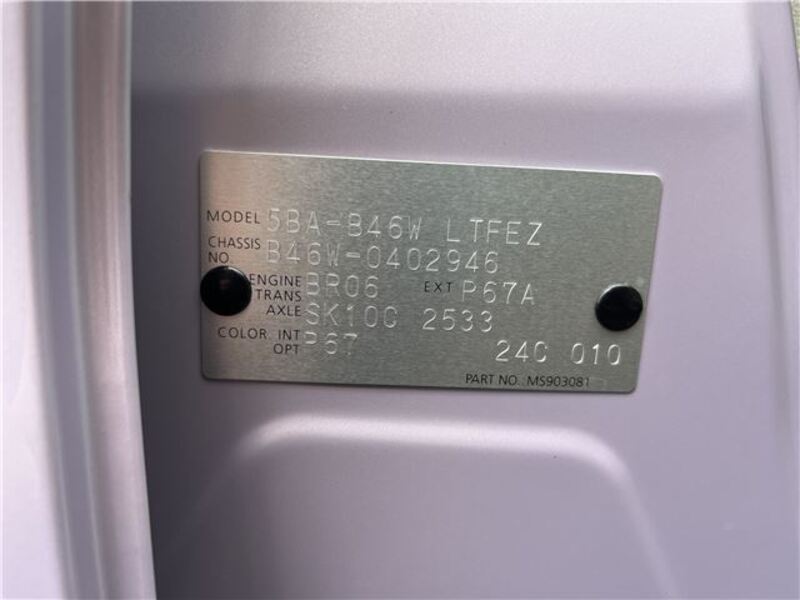 MODEL 5BA-B46W LTFEZ
CHASSIS NO. B46W-0402946
ENGINE BR06 EXT P67A
TRANS AXLE SK10C 2533
COLOR INT OPT P67 24C 010
PART NO. MS903081